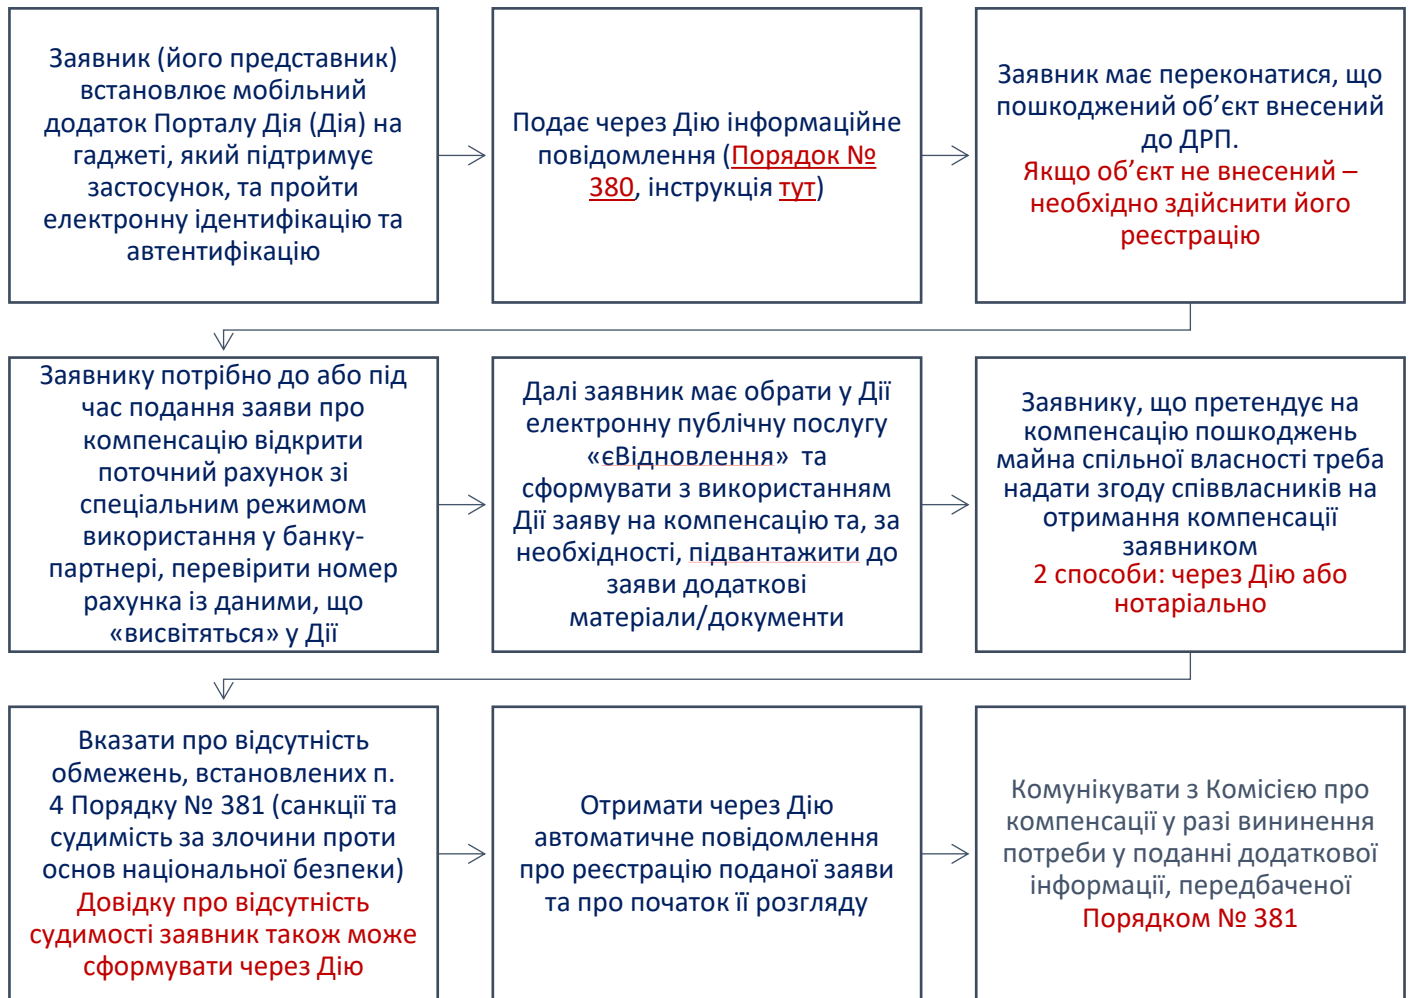 Заявник (його представник)
встановлює мобільний
додаток Порталу Дія (Дія) на
гаджеті, який підтримує
застосунок, та пройти
електронну ідентифікацію та
автентифікацію
Подає через Дію інформаційне
повідомлення (Порядок №
380, інструкція тут)
Заявник має переконатися, що
пошкоджений об’єкт внесений
до ДРП.
Якщо об’єкт не внесений –
необхідно здійснити його
реєстрацію
Заявнику потрібно до або під
час подання заяви про
компенсацію відкрити
поточний рахунок зі
спеціальним режимом
використання у банку-
партнері, перевірити номер
рахунка із даними, що
«висвітяться» у Дії
Далі заявник має обрати у Дії
електронну публічну послугу
«єВідновлення» та
сформувати з використанням
Дії заяву на компенсацію та, за
необхідності, підвантажити до
заяви додаткові
матеріали/документи
Заявнику, що претендує на
компенсацію пошкоджень
майна спільної власності треба
надати згоду співвласників на
отримання компенсації
заявником
2 способи: через Дію або
нотаріально
Вказати про відсутність
обмежень, встановлених п.
4 Порядку № 381 (санкції та
судимість за злочини проти
основ національної безпеки)
Довідку про відсутність
судимості заявник також може
сформувати через Дію
Отримати через Дію
автоматичне повідомлення
про реєстрацію поданої заяви
та про початок її розгляду
Комунікувати з Комісією про
компенсації у разі вининення
потреби у поданні додаткової
інформації, передбаченої
Порядком № 381